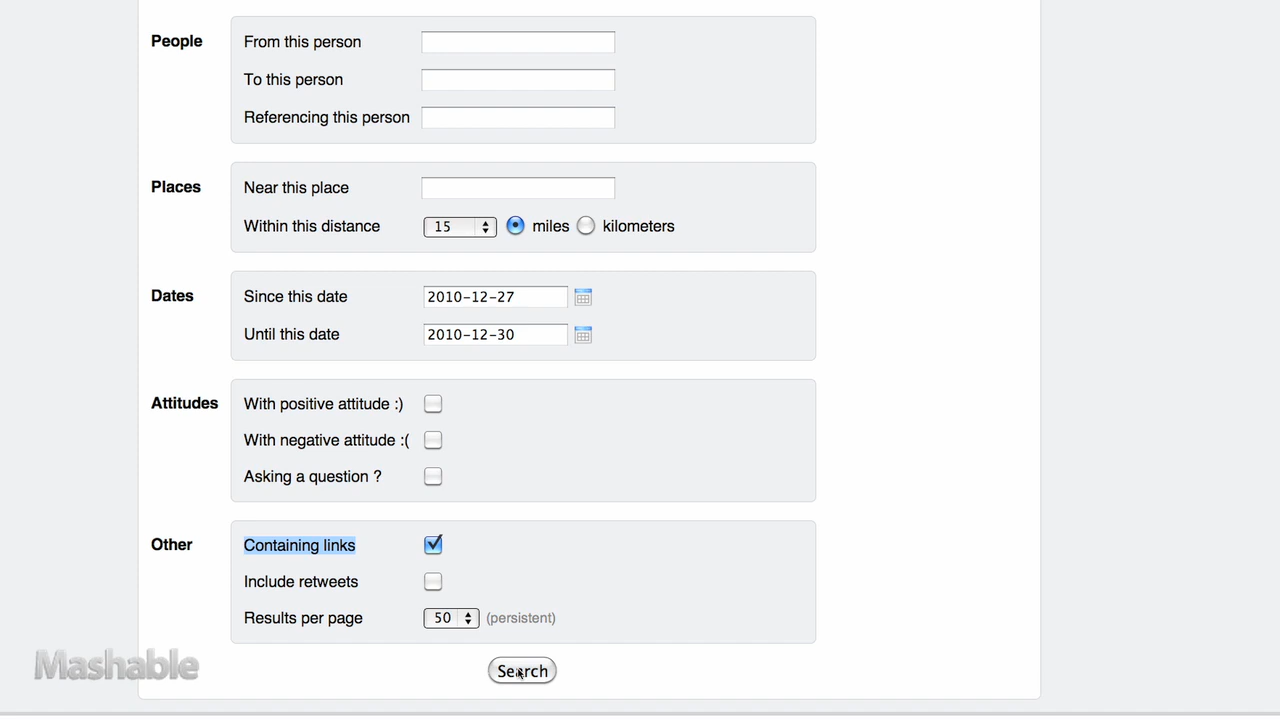 People
From this person
To this person
Referencing this person
Places
Near this place
Within this distance 15 miles kilometers
Dates
Since this date 2010-12-27
Until this date 2010-12-30
Attitudes
With positive attitude :)
With negative attitude :(
Asking a question ?
Other
Containing links
Include retweets
Results per page 50 (persistent)
Mashable
Search